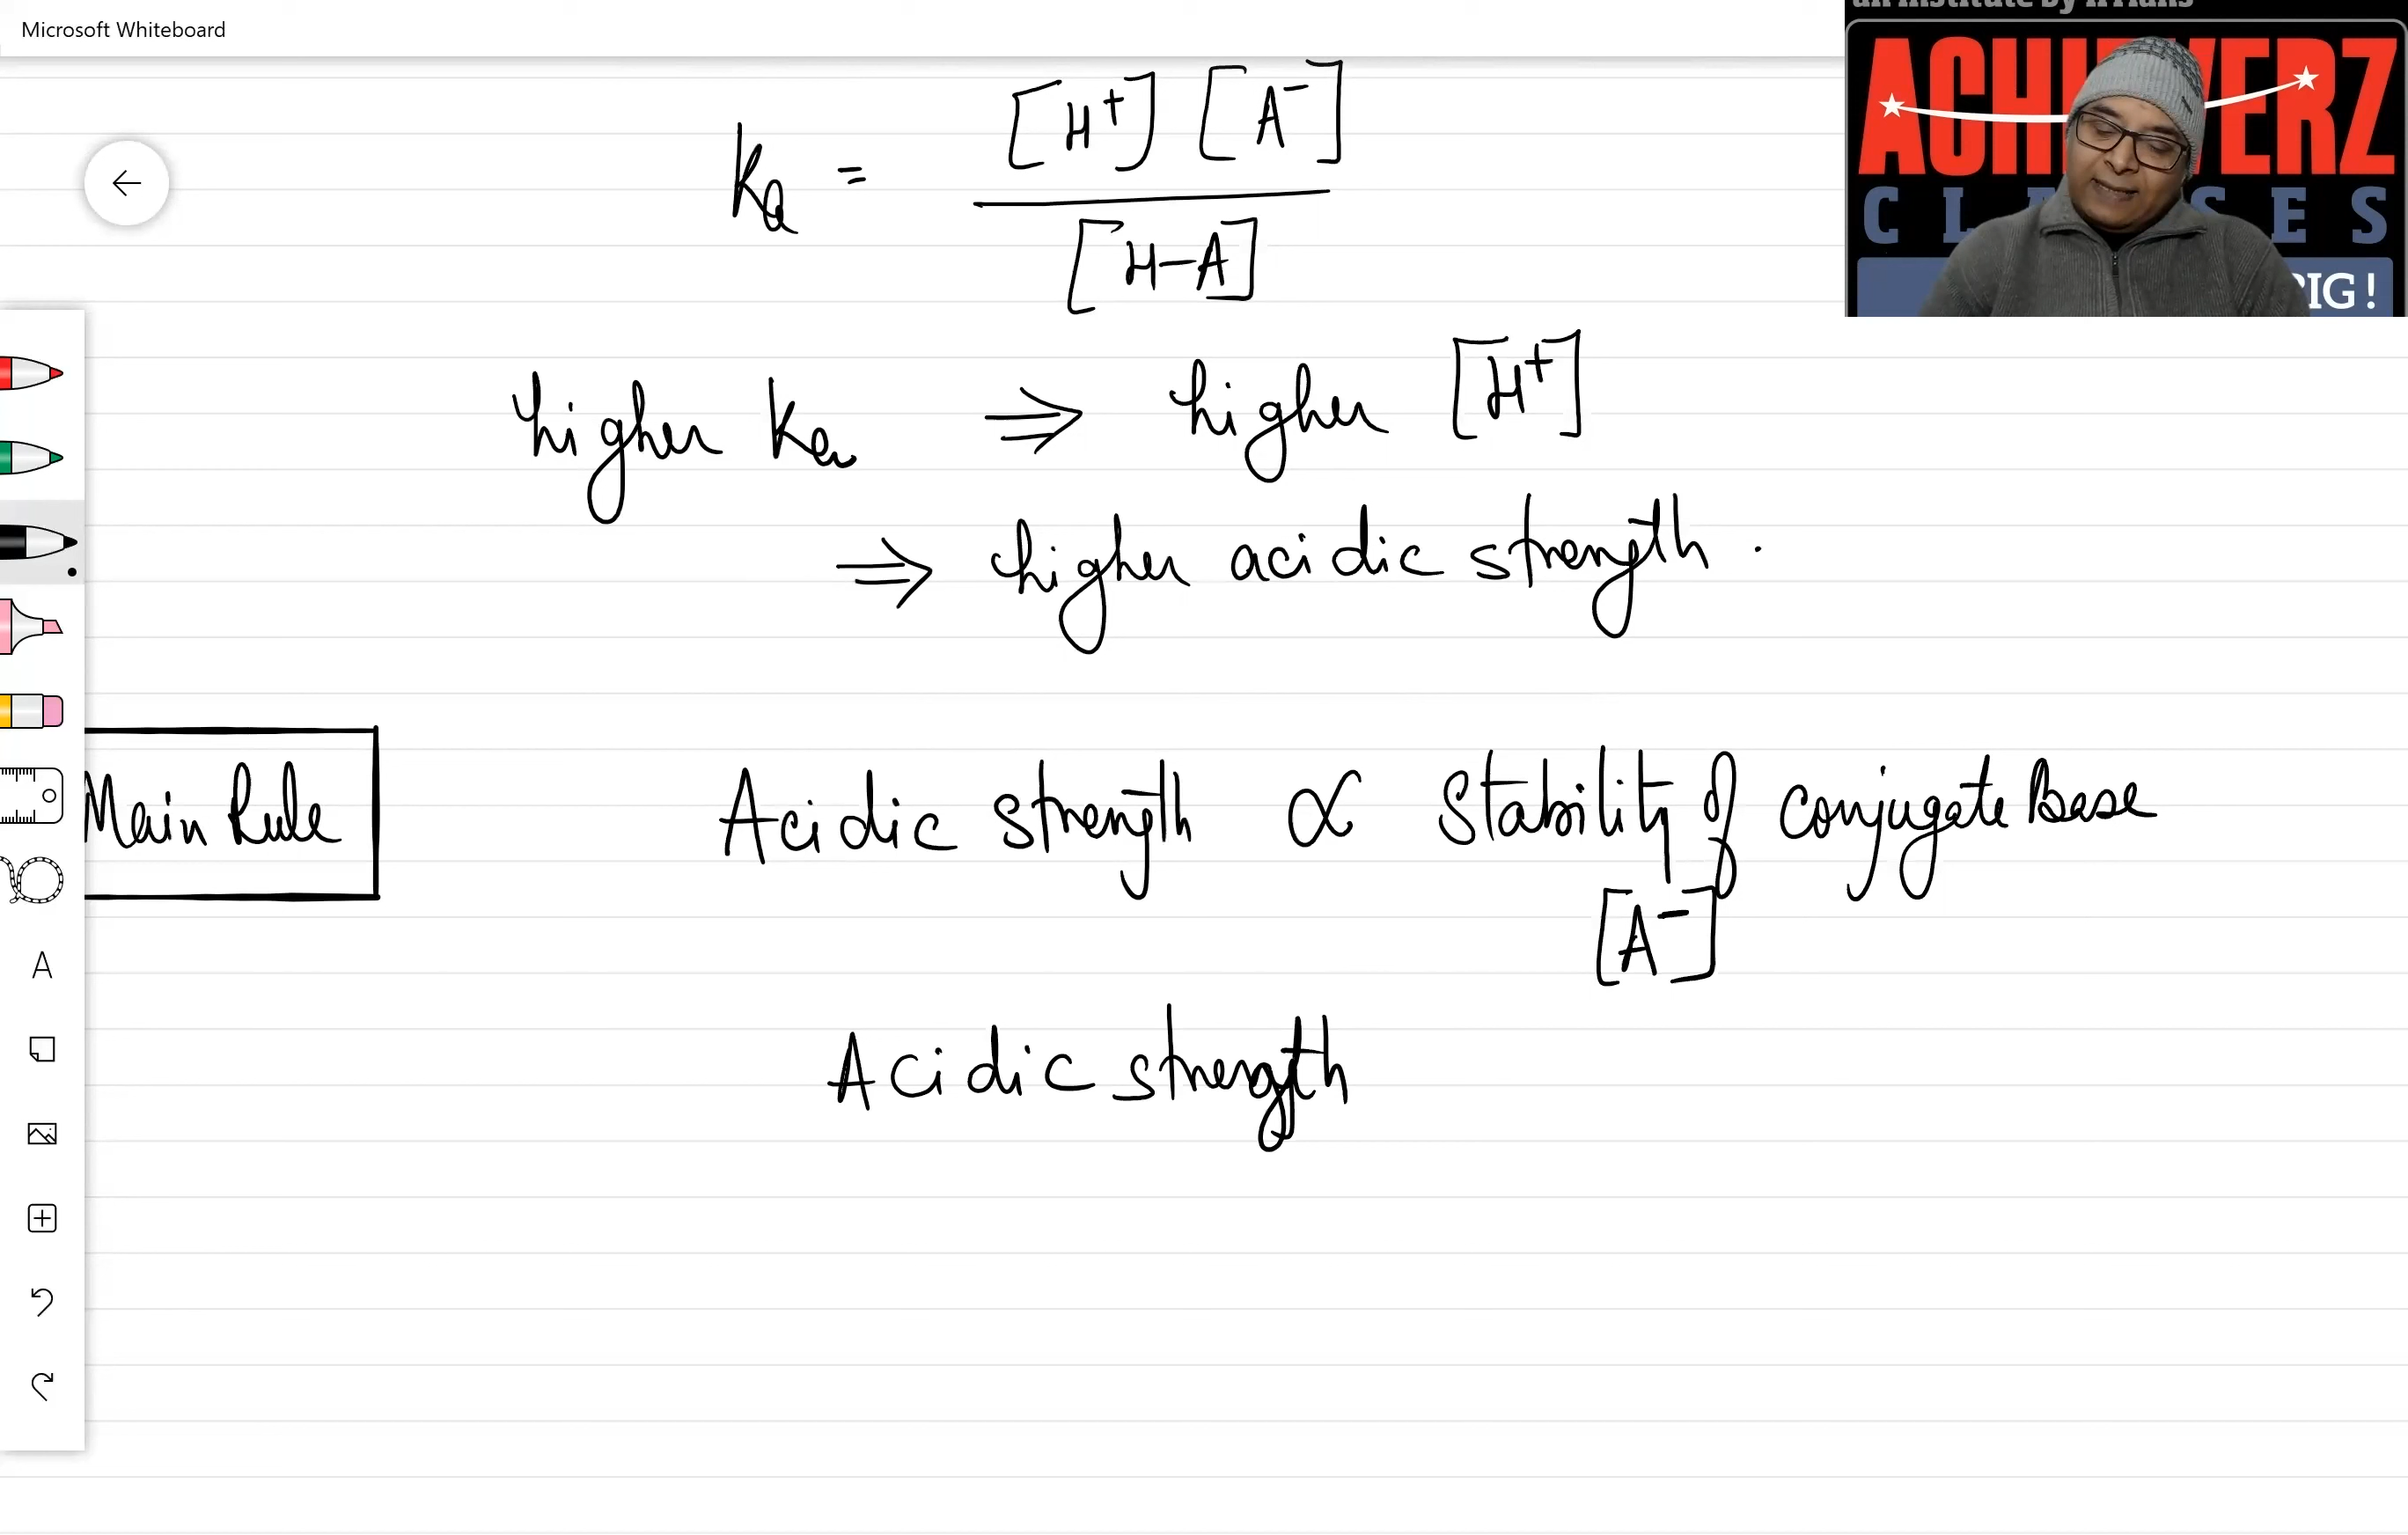 Microsoft Whiteboard
ACHIEVERZ
CLASSES
BIG!
Ka = [H+] [A-]
[H-A]
higher Ka ⇒ higher [H+]
⇒ higher acidic strength.
Main Rule
Acidic strength ∝ Stability of conjugate Base
[A-]
A
Acidic strength